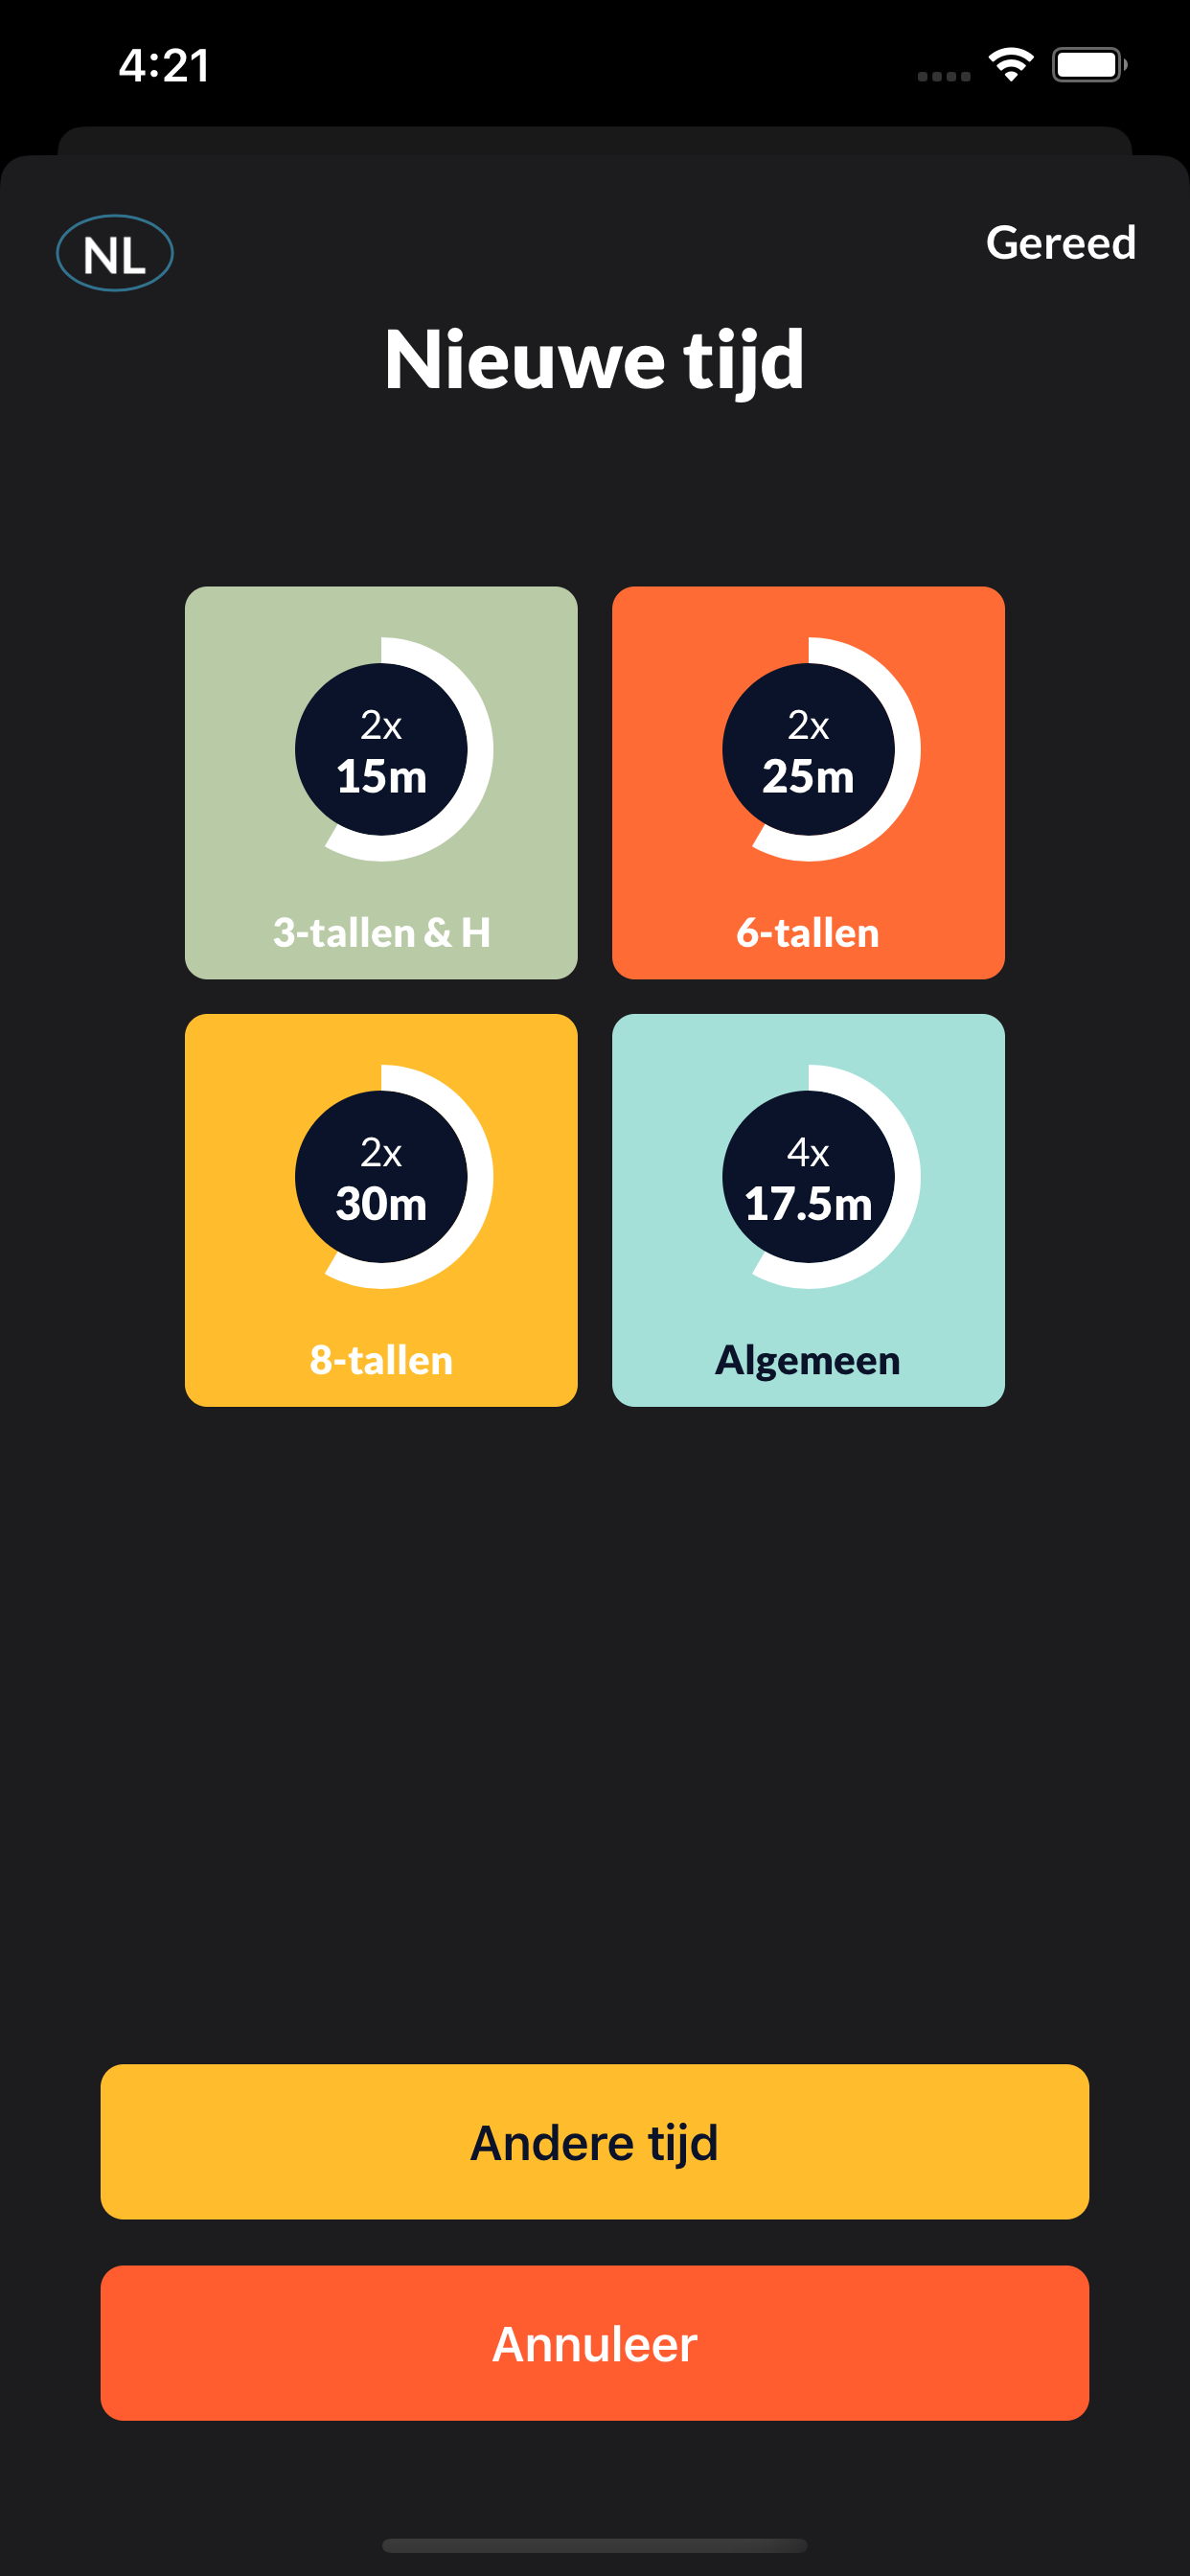 4:21
NL
Gereed
Nieuwe tijd
2x
15m
3-tallen & H
2x
25m
6-tallen
2x
30m
8-tallen
4x
17.5m
Algemeen
Andere tijd
Annuleer